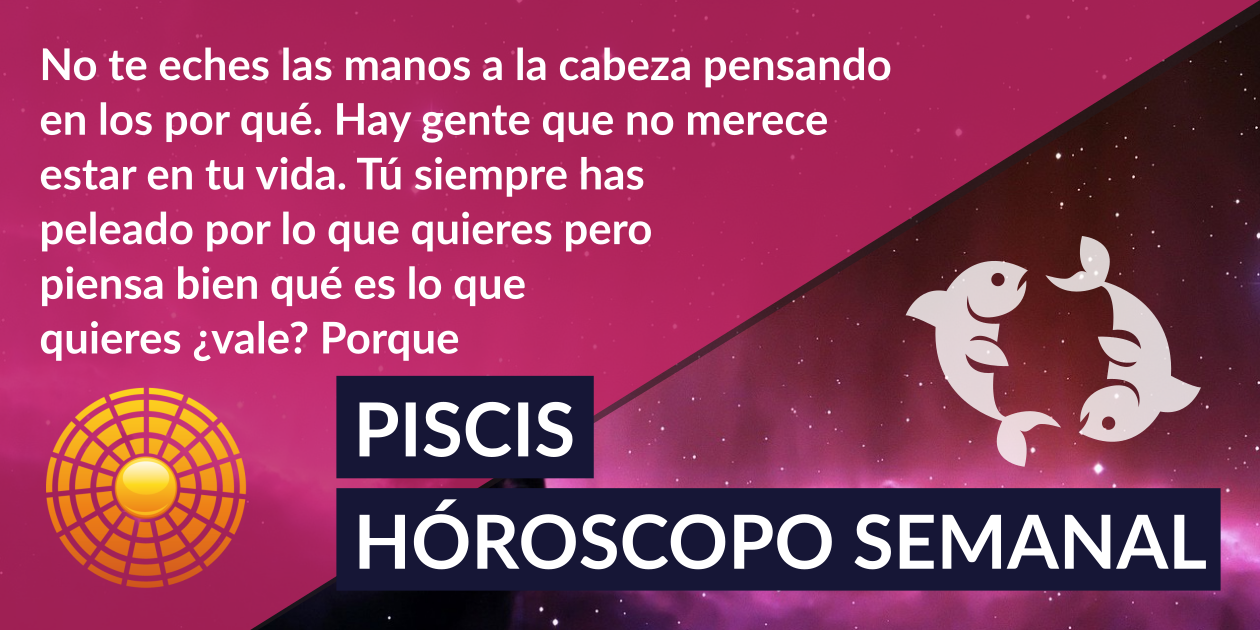 No te eches las manos a la cabeza pensando
en los por qué. Hay gente que no merece
estar en tu vida. Tú siempre has
peleado por lo que quieres pero
piensa bien qué es lo que
quieres ¿vale? Porque
PISCIS
HÓROSCOPO SEMANAL